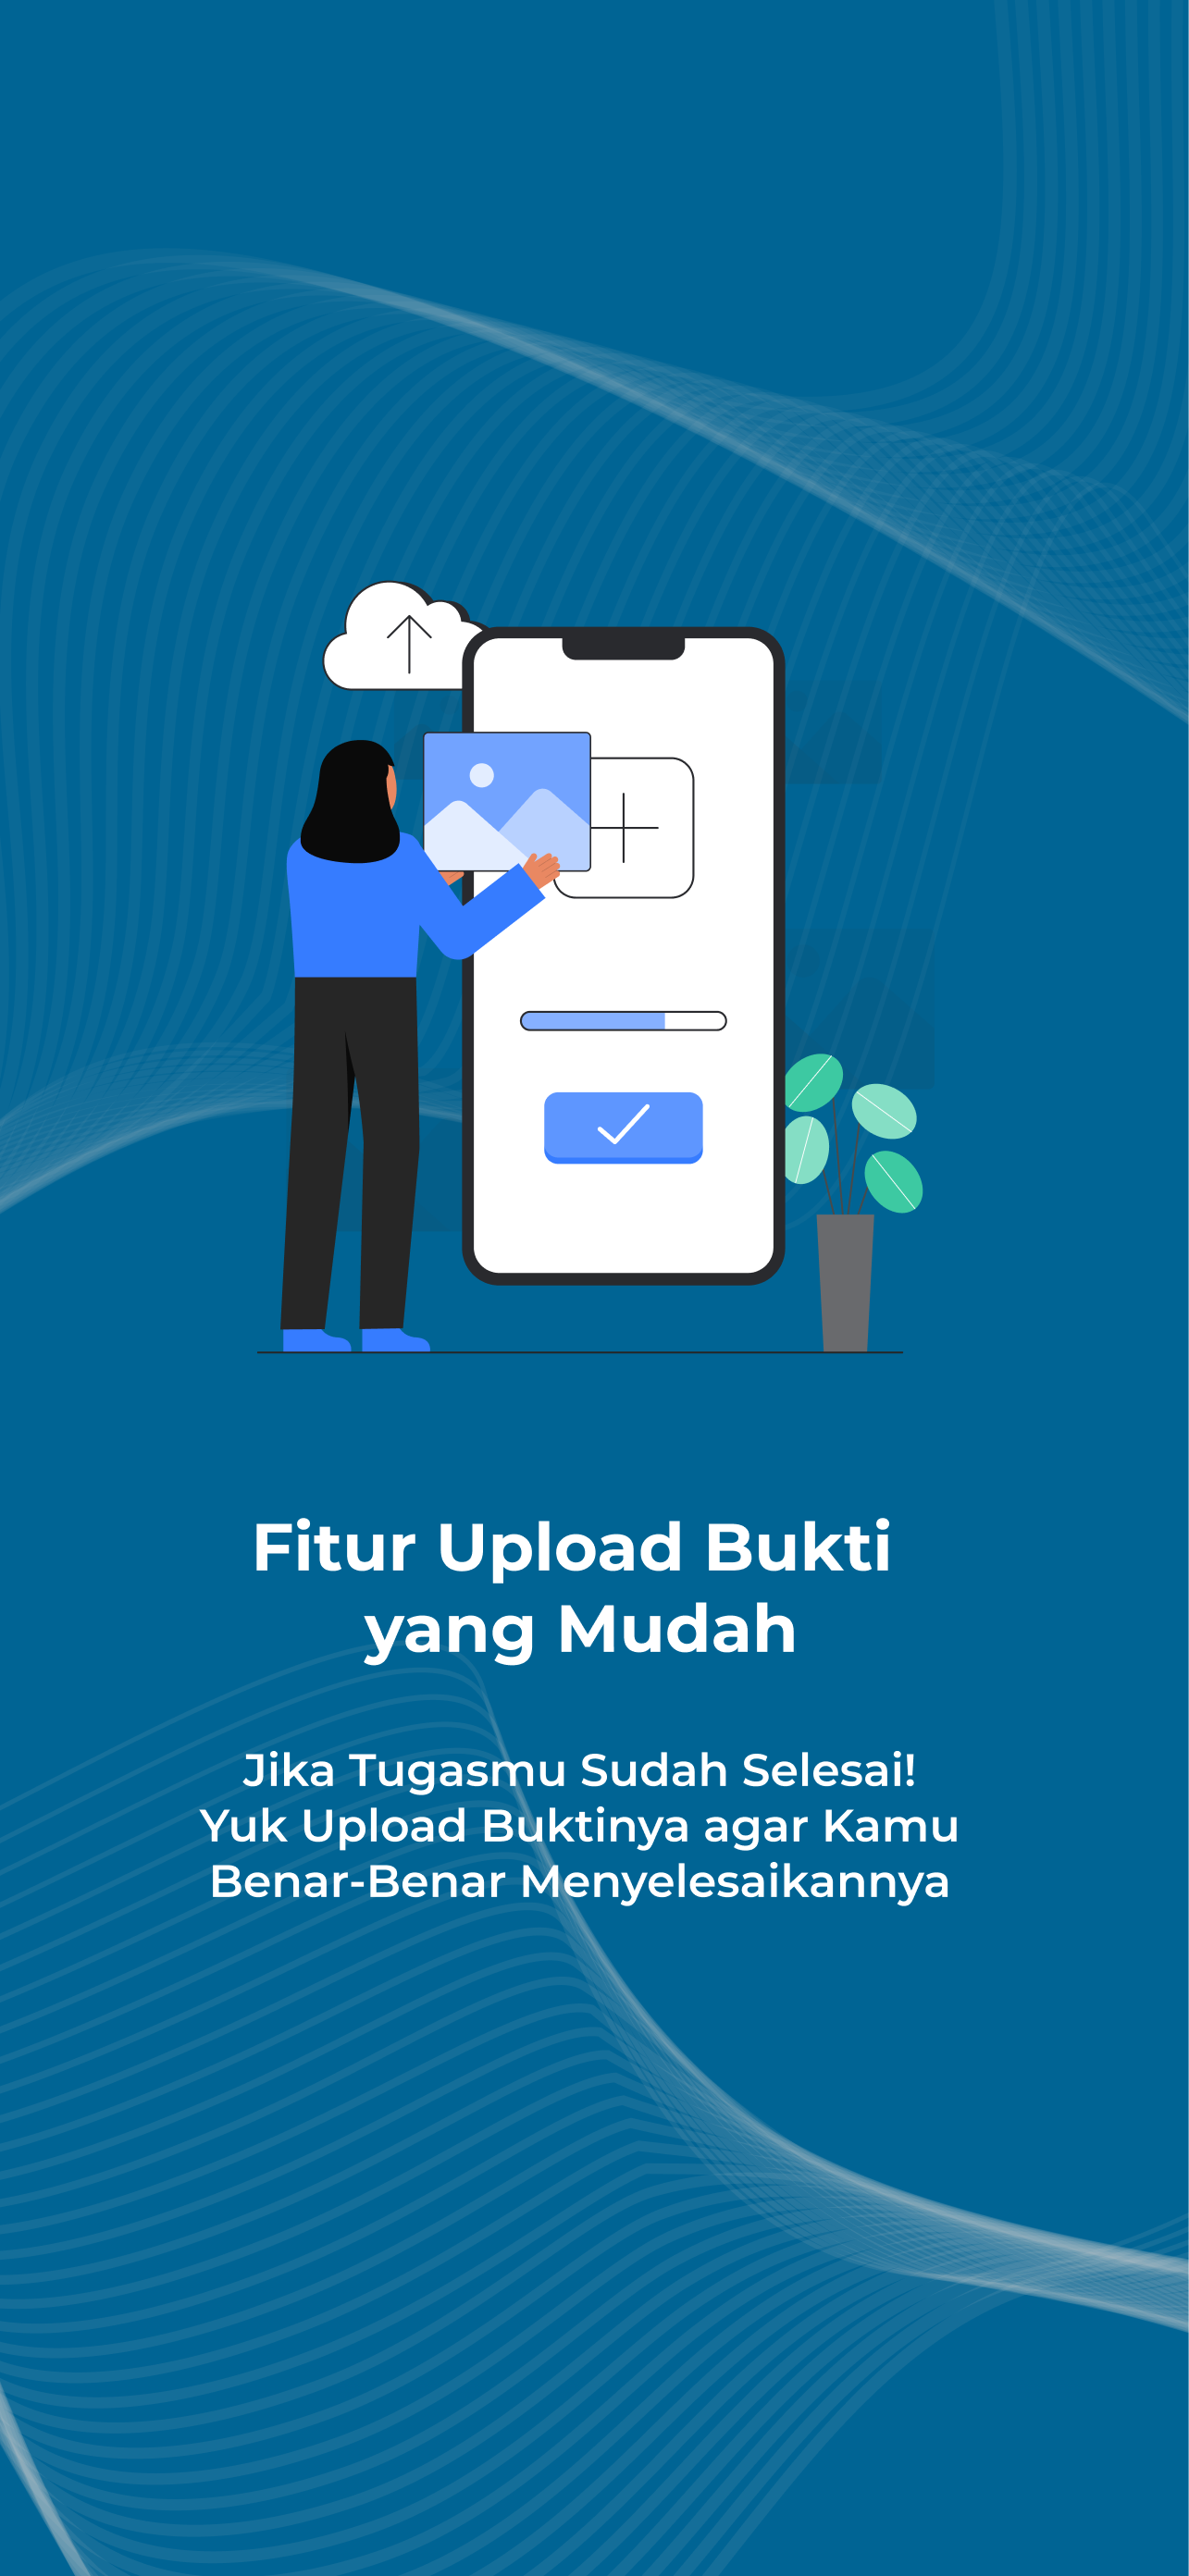 Fitur Upload Bukti
yang Mudah
Jika Tugasmu Sudah Selesai!
Yuk Upload Buktinya agar Kamu
Benar-Benar Menyelesaikannya